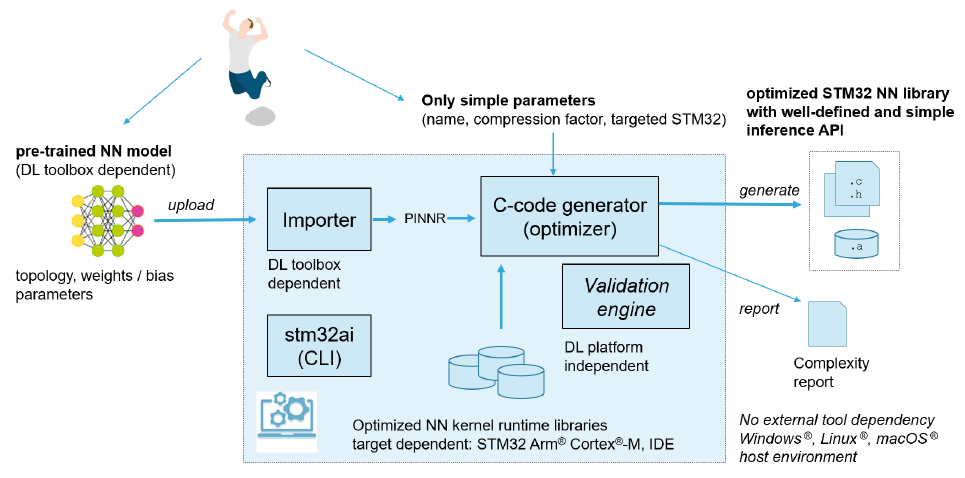 Only simple parameters
(name, compression factor, targeted STM32)
optimized STM32 NN library
with well-defined and simple
inference API
pre-trained NN model
(DL toolbox dependent)
upload
topology, weights / bias
parameters
Importer
DL toolbox
dependent
PINNR
C-code generator
(optimizer)
Validation
engine
DL platform
independent
stm32ai
(CLI)
Optimized NN kernel runtime libraries
target dependent: STM32 Arm® Cortex®-M, IDE
generate
.c
.h
.a
report
Complexity
report
No external tool dependency
Windows®, Linux®, macOS®
host environment